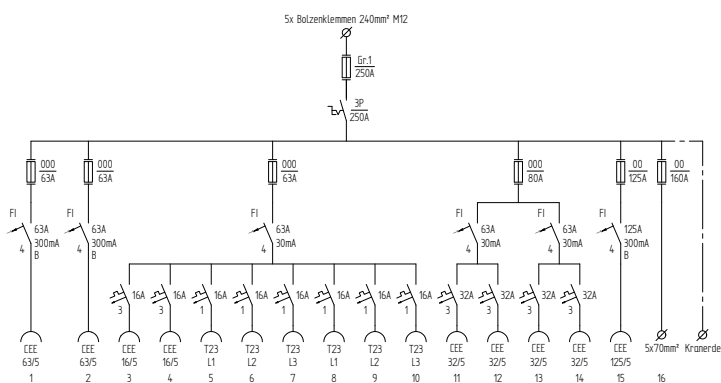 5x Bolzenklemmen 240mm² M12
Gr.1
250A
3P
250A
000
63A
000
63A
000
63A
000
80A
00
125A
00
160A
FI
63A
300mA
4
B
FI
63A
300mA
4
B
FI
63A
30mA
4
FI
63A
30mA
4
FI
63A
30mA
4
FI
125A
300mA
4
B
16A
3
16A
3
16A
1
16A
1
16A
1
16A
1
16A
1
16A
1
32A
3
32A
3
32A
3
32A
3
CEE
63/5
1
CEE
63/5
2
CEE
16/5
3
CEE
16/5
4
T23
L1
5
T23
L2
6
T23
L3
7
T23
L1
8
T23
L2
9
T23
L3
10
CEE
32/5
11
CEE
32/5
12
CEE
32/5
13
CEE
32/5
14
CEE
125/5
15
5x70mm²
16
Kranerde